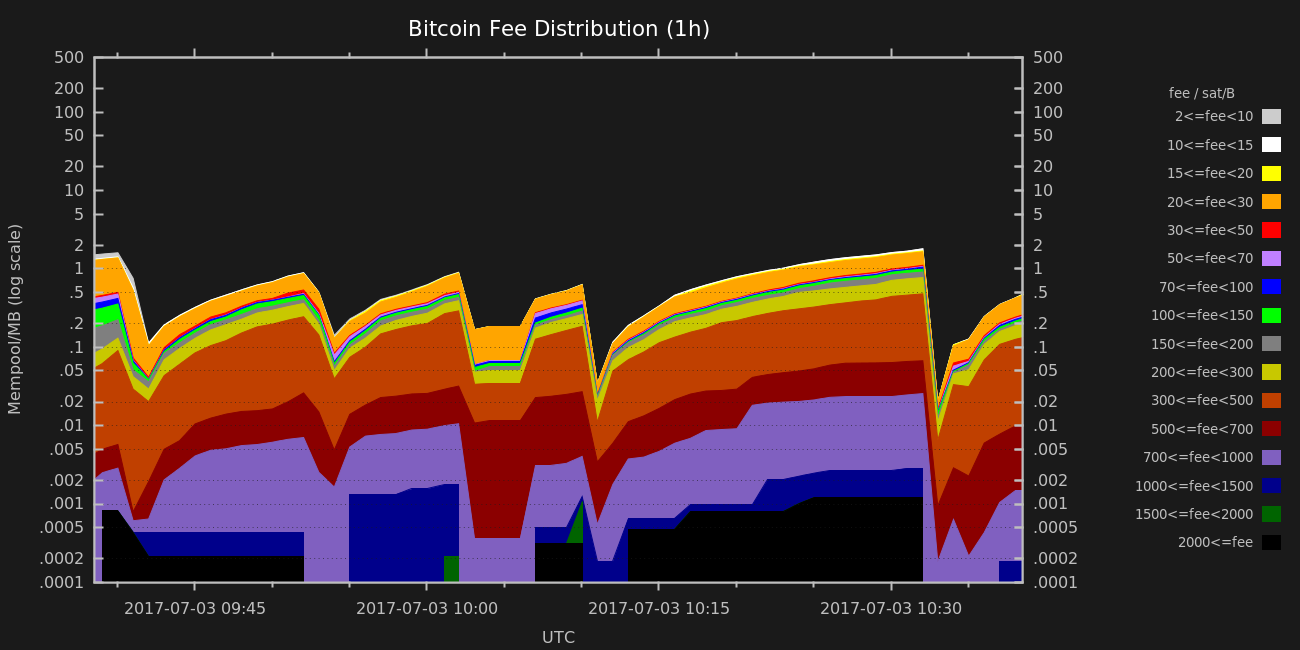 Bitcoin Fee Distribution (1h)
Mempool/MB (log scale)
500
200
100
50
20
10
5
2
1
.5
.2
.1
.05
.02
.01
.005
.002
.001
.0005
.0002
.0001
500
200
100
50
20
10
5
2
1
.5
.2
.1
.05
.02
.01
.005
.002
.001
.0005
.0002
.0001
2017-07-03 09:45 2017-07-03 10:00 2017-07-03 10:15 2017-07-03 10:30
UTC
fee / sat/B
2<=fee<10
10<=fee<15
15<=fee<20
20<=fee<30
30<=fee<50
50<=fee<70
70<=fee<100
100<=fee<150
150<=fee<200
200<=fee<300
300<=fee<500
500<=fee<700
700<=fee<1000
1000<=fee<1500
1500<=fee<2000
2000<=fee